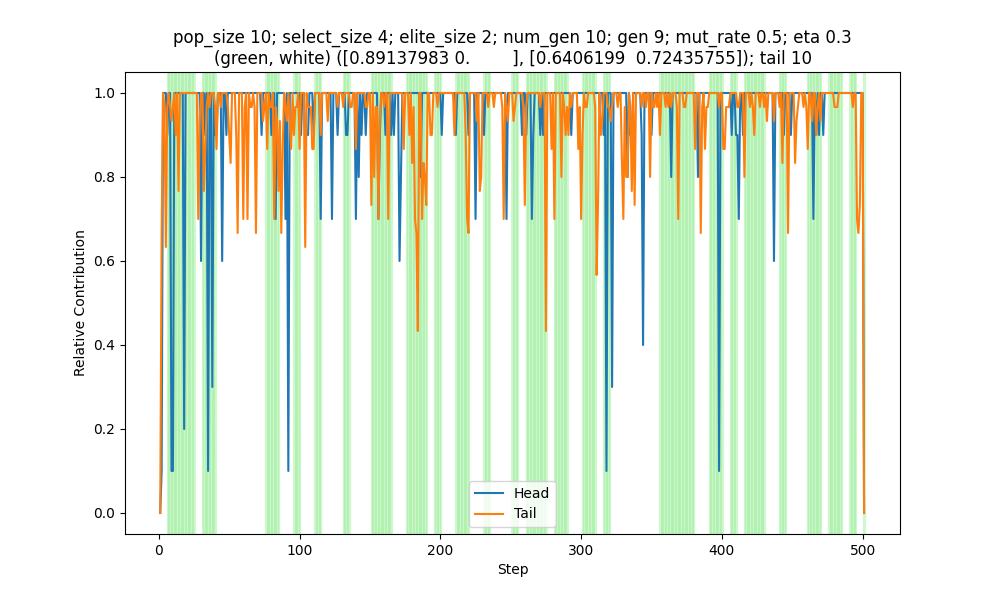 pop_size 10; select_size 4; elite_size 2; num_gen 10; gen 9; mut_rate 0.5; eta 0.3
(green, white) ([0.89137983 0.        ], [0.6406199  0.72435755]); tail 10
1.0
0.8
0.6
0.4
0.2
0.0
Relative Contribution
Head
Tail
0
100
200
300
400
500
Step